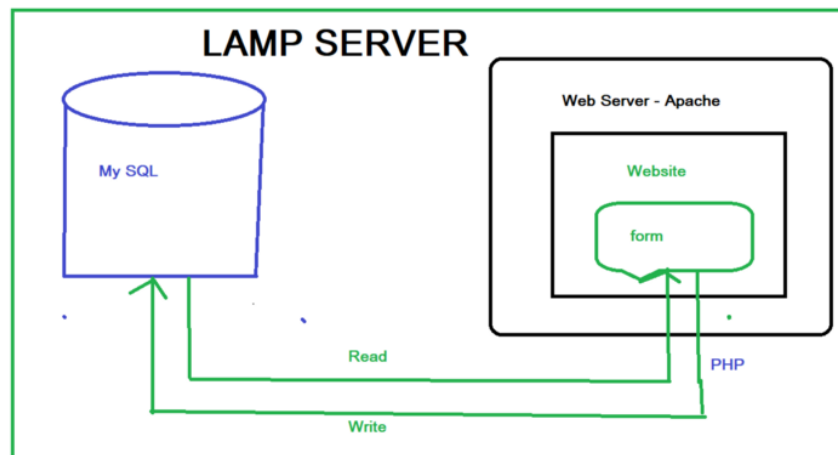 LAMP SERVER
Web Server - Apache
My SQL
Website
form
Read
PHP
Write